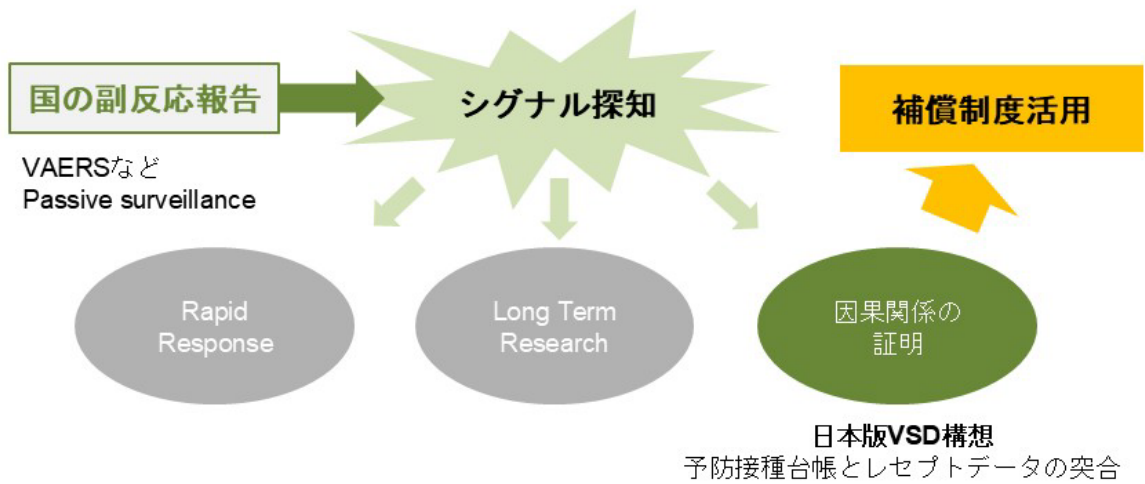 国の副反応報告
シグナル探知
補償制度活用
VAERSなど
Passive surveillance
Rapid
Response
Long Term
Research
因果関係の
証明
日本版VSD構想
予防接種台帳とレセプトデータの突合